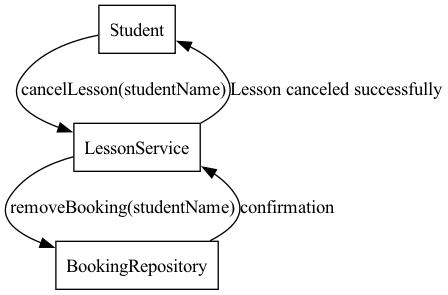 Student
cancelLesson(studentName) Lesson canceled successfully
LessonService
removeBooking(studentName) confirmation
BookingRepository